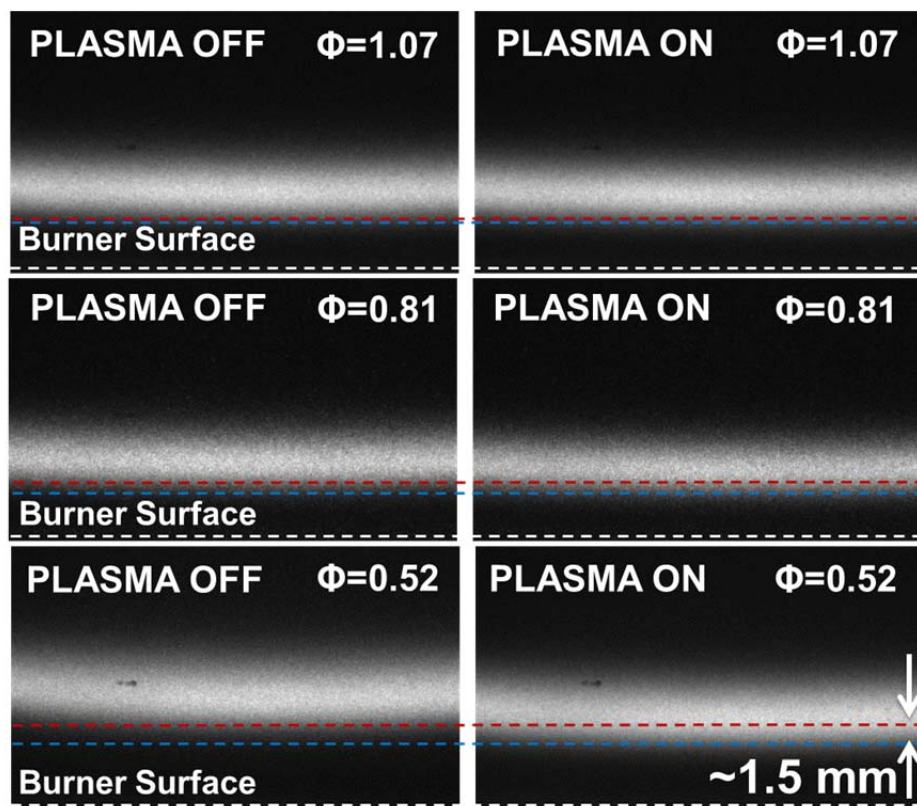 PLASMA OFF Φ=1.07
PLASMA ON Φ=1.07
Burner Surface
PLASMA OFF Φ=0.81
PLASMA ON Φ=0.81
Burner Surface
PLASMA OFF Φ=0.52
PLASMA ON Φ=0.52
Burner Surface
~1.5 mm